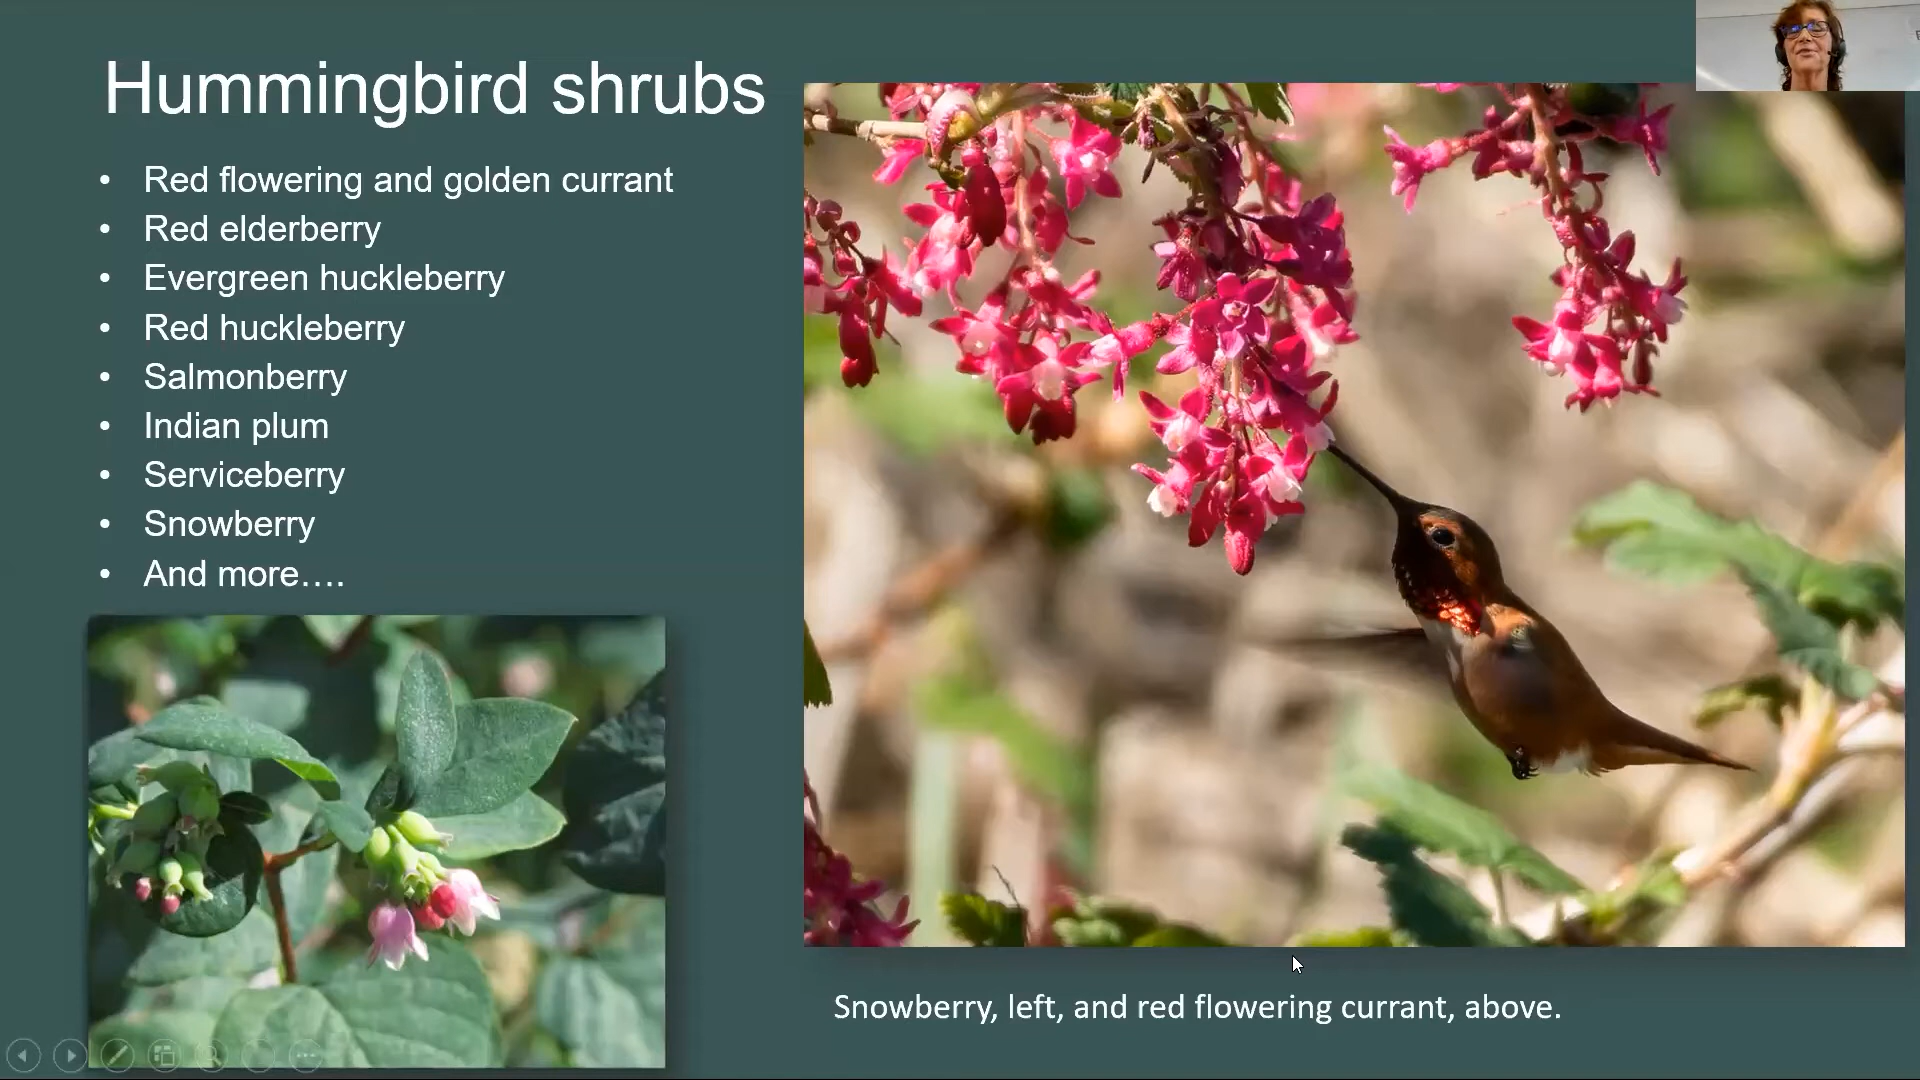 Hummingbird shrubs
• Red flowering and golden currant
• Red elderberry
• Evergreen huckleberry
• Red huckleberry
• Salmonberry
• Indian plum
• Serviceberry
• Snowberry
• And more….
Snowberry, left, and red flowering currant, above.